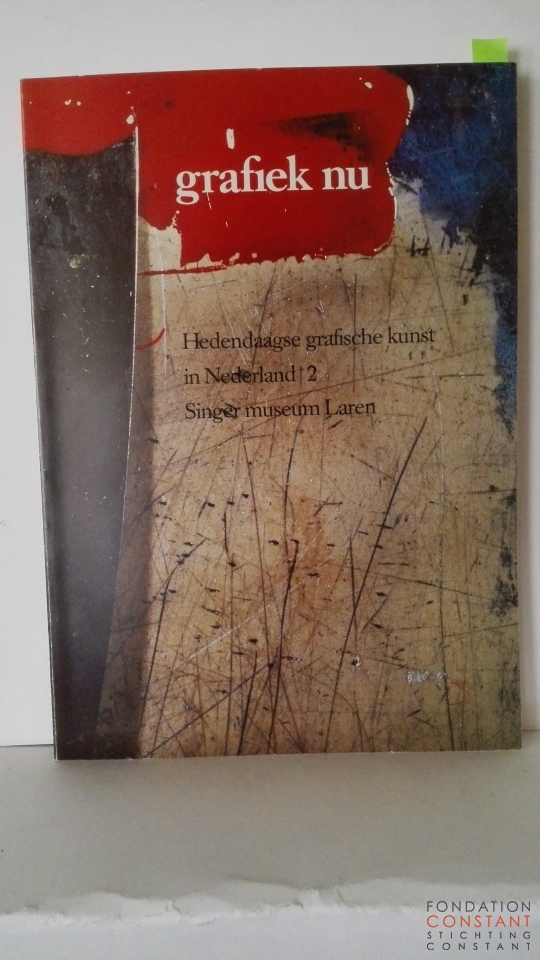 grafiek nu
Hedendaagse grafische kunst
in Nederland | 2
Singer museum Laren
FONDATION
CONSTANT
STICHTING
CONSTANT